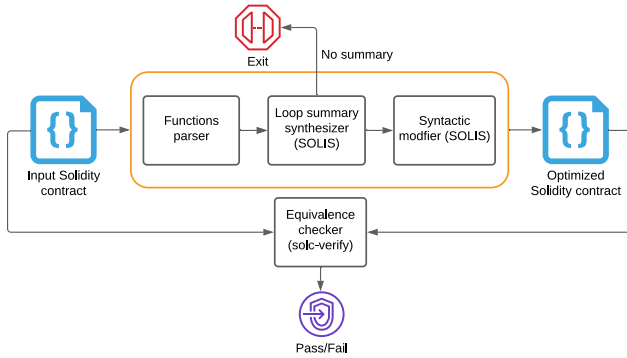 Exit
No summary
Functions
parser
Loop summary
synthesizer
(SOLIS)
Syntactic
modfier (SOLIS)
{ }
Input Solidity
contract
{ }
Optimized
Solidity contract
Equivalence
checker
(solc-verify)
Pass/Fail